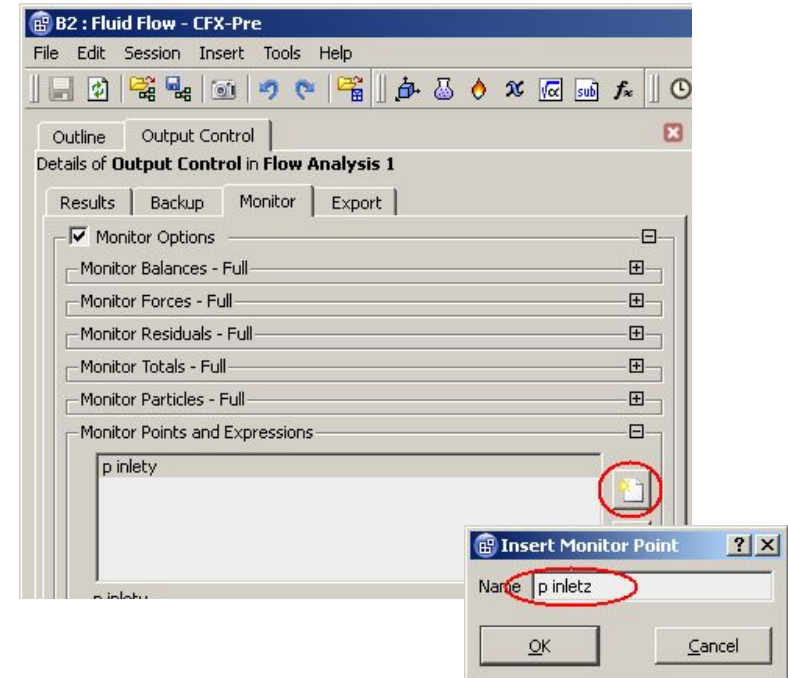 B2 : Fluid Flow - CFX-Pre
File Edit Session Insert Tools Help
√α sub f×
Outline Output Control
Details of Output Control in Flow Analysis 1
Results Backup Monitor Export
Monitor Options
Monitor Balances - Full
Monitor Forces - Full
Monitor Residuals - Full
Monitor Totals - Full
Monitor Particles - Full
Monitor Points and Expressions
p inlety
Insert Monitor Point
Name p inletz
OK Cancel